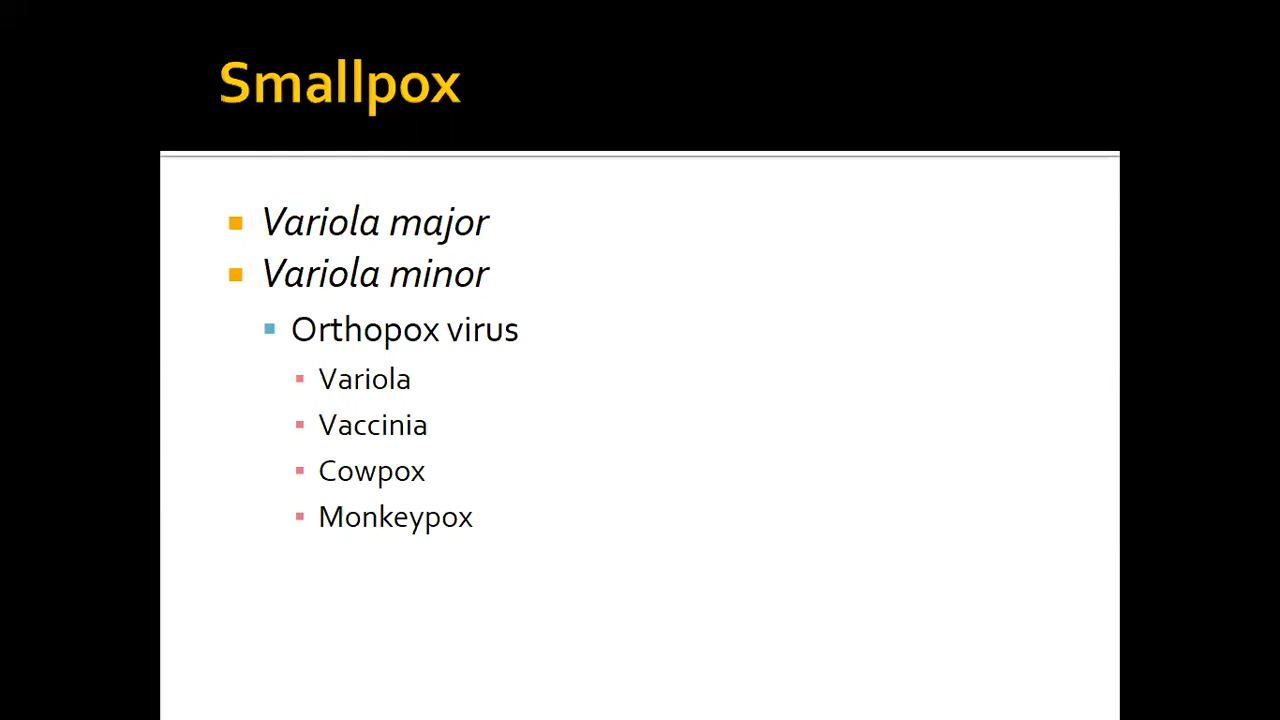 Smallpox
Variola major
Variola minor
Orthopox virus
Variola
Vaccinia
Cowpox
Monkeypox